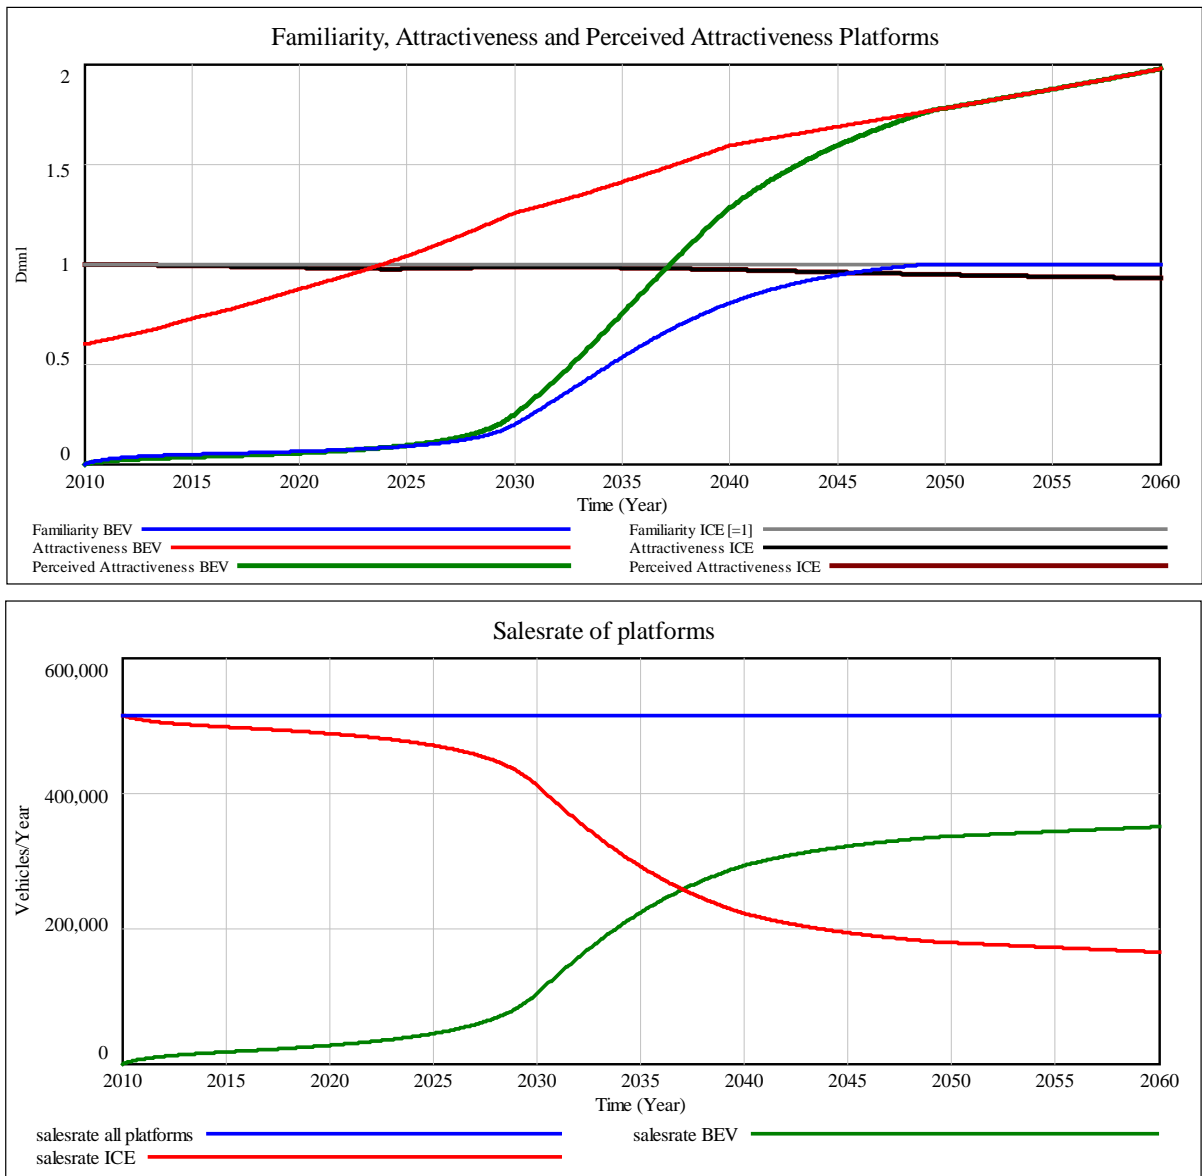 Familiarity, Attractiveness and Perceived Attractiveness Platforms
2
1.5
1
0.5
0
Dmnl
2010 2015 2020 2025 2030 2035 2040 2045 2050 2055 2060
Time (Year)
Familiarity BEV Familiarity ICE [=1]
Attractiveness BEV Attractiveness ICE
Perceived Attractiveness BEV Perceived Attractiveness ICE
Salesrate of platforms
600,000
400,000
200,000
0
Vehicles/Year
2010 2015 2020 2025 2030 2035 2040 2045 2050 2055 2060
Time (Year)
salesrate all platforms salesrate BEV
salesrate ICE